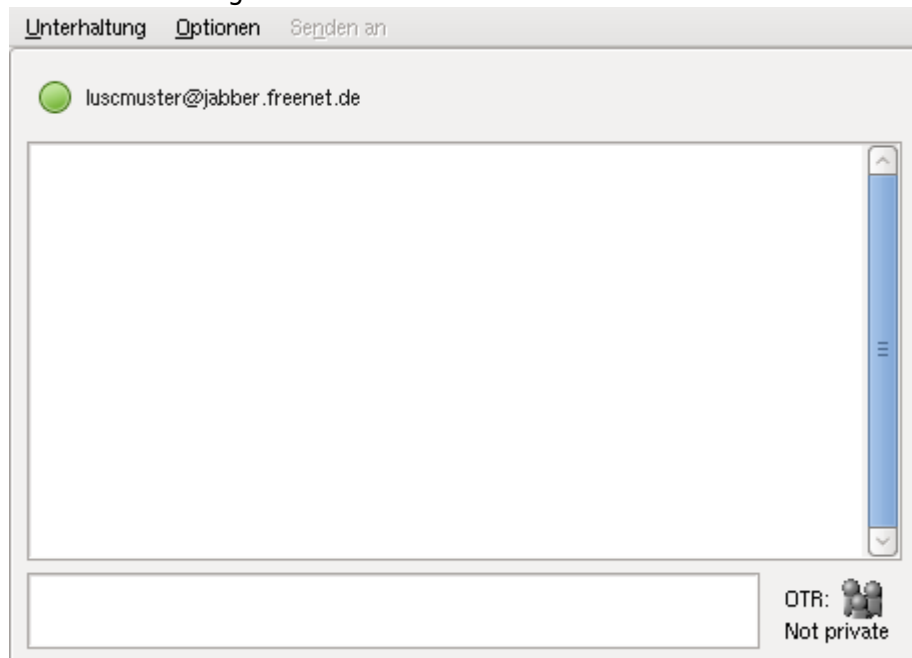 Unterhaltung Optionen Senden an
luscmuster@jabber.freenet.de
OTR:
Not private